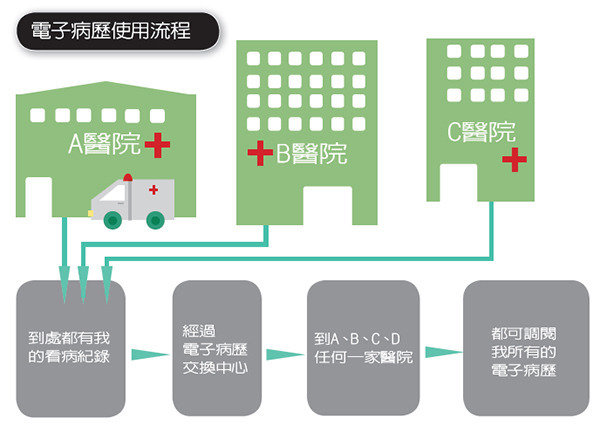 電子病歷使用流程
A醫院
B醫院
C醫院
到處都有我
的看病紀錄
經過
電子病歷
交換中心
到A、B、C、D
任何一家醫院
都可調閱
我所有的
電子病歷